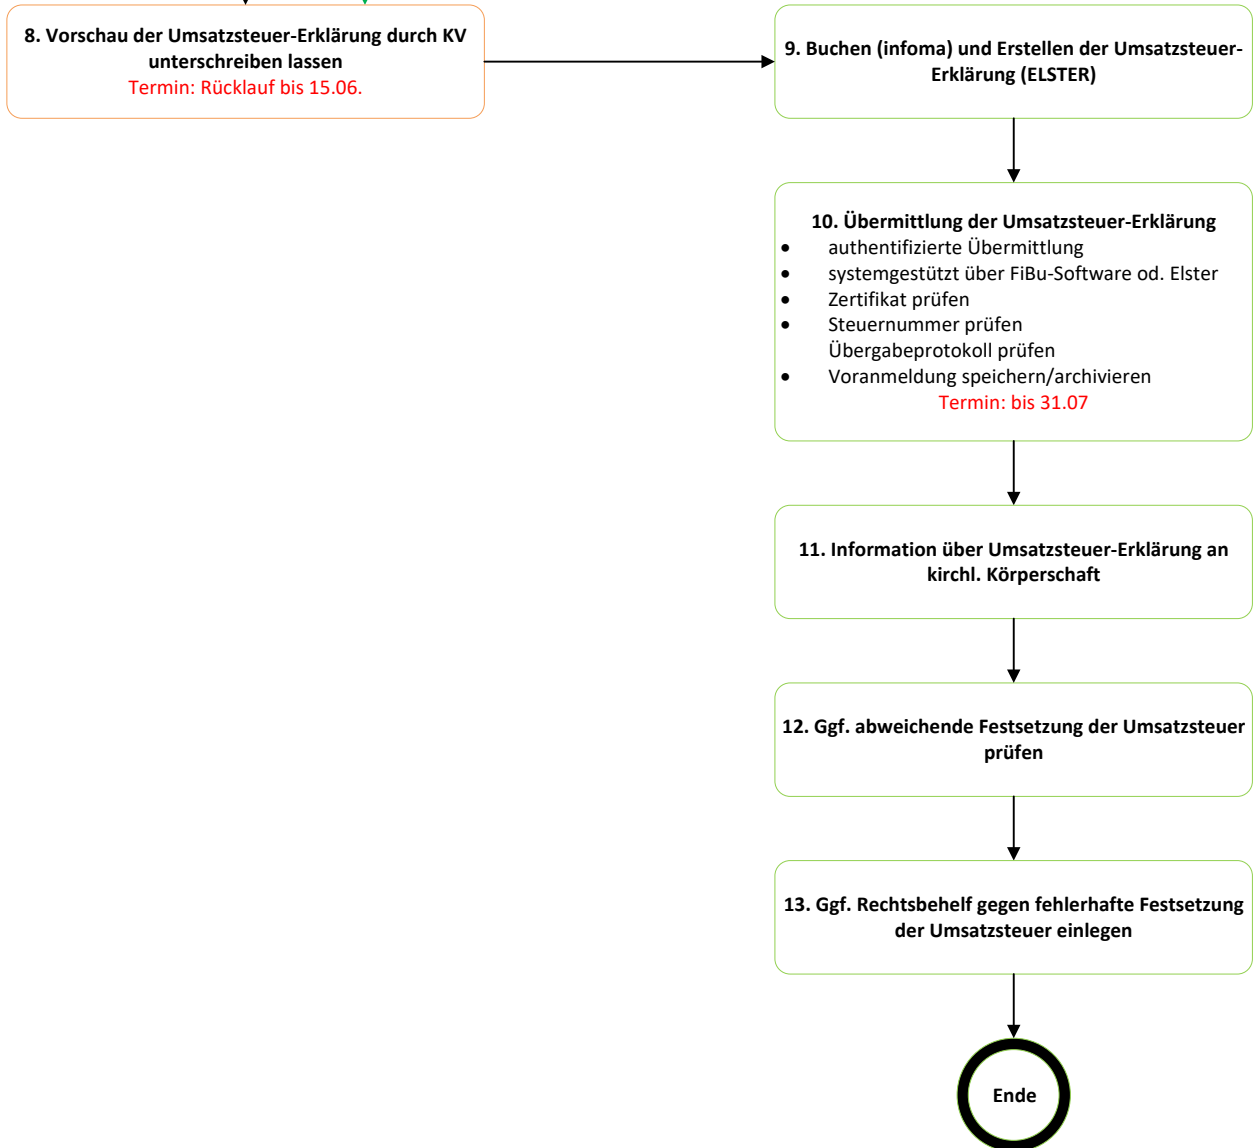 8. Vorschau der Umsatzsteuer-Erklärung durch KV
unterschreiben lassen
Termin: Rücklauf bis 15.06.
9. Buchen (infoma) und Erstellen der Umsatzsteuer-
Erklärung (ELSTER)
10. Übermittlung der Umsatzsteuer-Erklärung
• authentifizierte Übermittlung
• systemgestützt über FiBu-Software od. Elster
• Zertifikat prüfen
• Steuernummer prüfen
Übergabeprotokoll prüfen
• Voranmeldung speichern/archivieren
Termin: bis 31.07
11. Information über Umsatzsteuer-Erklärung an
kirchl. Körperschaft
12. Ggf. abweichende Festsetzung der Umsatzsteuer
prüfen
13. Ggf. Rechtsbehelf gegen fehlerhafte Festsetzung
der Umsatzsteuer einlegen
Ende